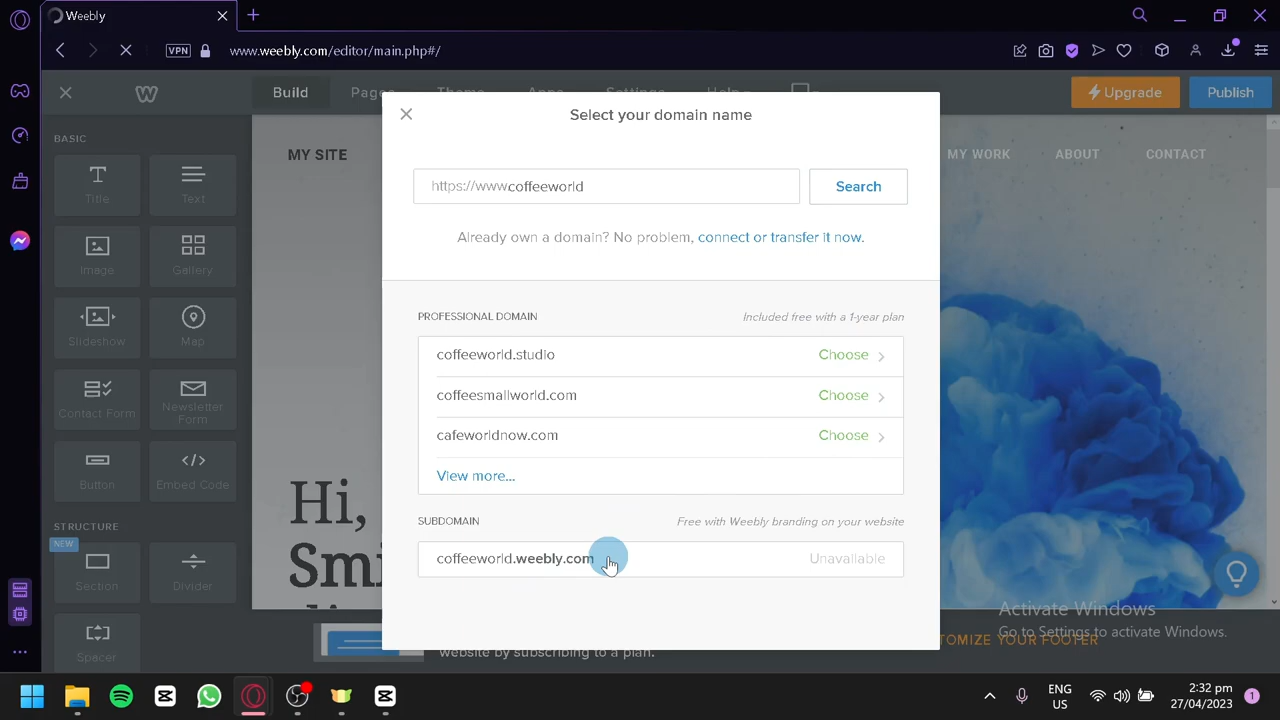 Weebly
VPN
www.weebly.com/editor/main.php#/
Build
Pages
Theme
Apps
Settings
Help
Upgrade
Publish
Select your domain name
BASIC
Title
Text
Image
Gallery
Slideshow
Map
Contact Form
Newsletter
Form
Button
Embed Code
STRUCTURE
NEW
Section
Divider
Spacer
MY SITE
MY WORK
ABOUT
CONTACT
https://www.coffeeworld
Search
Already own a domain? No problem, connect or transfer it now.
PROFESSIONAL DOMAIN
Included free with a 1-year plan
coffeeworld.studio
Choose
coffeesmallworld.com
Choose
cafeworldnow.com
Choose
View more...
SUBDOMAIN
Free with Weebly branding on your website
coffeeworld.weebly.com
Unavailable
Hi,
Activate Windows
Go to Settings to activate Windows.
website by subscribing to a plan.
ENG
US
2:32 pm
27/04/2023
1